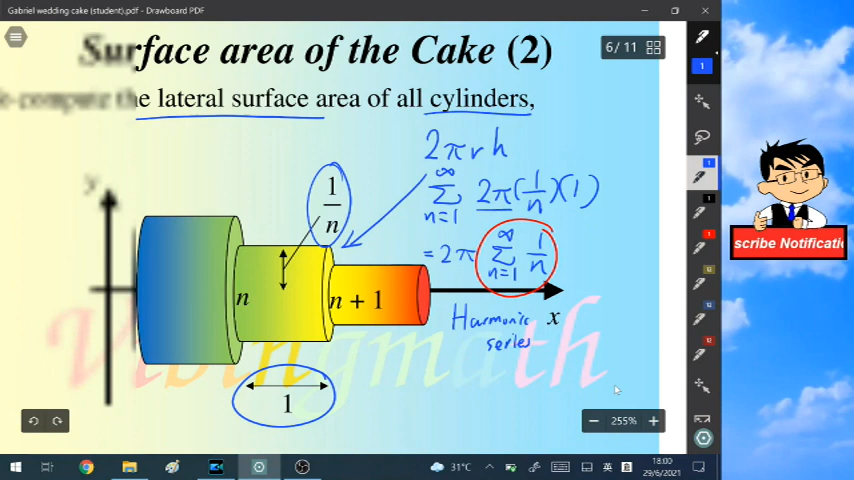 Gabriel wedding cake (student).pdf - Drawboard PDF
Surface area of the Cake (2)
6 / 11
compute the lateral surface area of all cylinders,
2πrh
∑ n=1 ∞ 2π(1/n)(1)
= 2π ∑ n=1 ∞ 1/n
Harmonic
series
1/n
y
n
n + 1
x
1
Vibingmath
scribe Notificatio
255%
31°C
英
18:00
29/6/2021